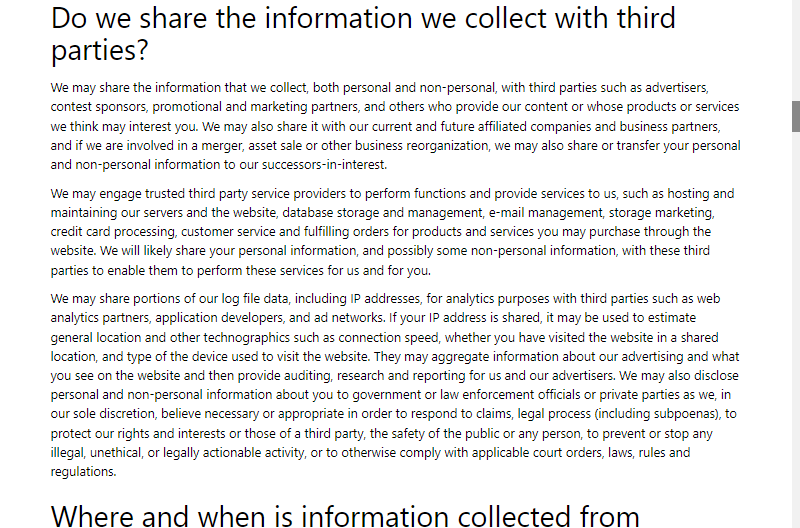 Do we share the information we collect with third
parties?
We may share the information that we collect, both personal and non-personal, with third parties such as advertisers,
contest sponsors, promotional and marketing partners, and others who provide our content or whose products or services
we think may interest you. We may also share it with our current and future affiliated companies and business partners,
and if we are involved in a merger, asset sale or other business reorganization, we may also share or transfer your personal
and non-personal information to our successors-in-interest.
We may engage trusted third party service providers to perform functions and provide services to us, such as hosting and
maintaining our servers and the website, database storage and management, e-mail management, storage marketing,
credit card processing, customer service and fulfilling orders for products and services you may purchase through the
website. We will likely share your personal information, and possibly some non-personal information, with these third
parties to enable them to perform these services for us and for you.
We may share portions of our log file data, including IP addresses, for analytics purposes with third parties such as web
analytics partners, application developers, and ad networks. If your IP address is shared, it may be used to estimate
general location and other technographics such as connection speed, whether you have visited the website in a shared
location, and type of the device used to visit the website. They may aggregate information about our advertising and what
you see on the website and then provide auditing, research and reporting for us and our advertisers. We may also disclose
personal and non-personal information about you to government or law enforcement officials or private parties as we, in
our sole discretion, believe necessary or appropriate in order to respond to claims, legal process (including subpoenas), to
protect our rights and interests or those of a third party, the safety of the public or any person, to prevent or stop any
illegal, unethical, or legally actionable activity, or to otherwise comply with applicable court orders, laws, rules and
regulations.
Where and when is information collected from